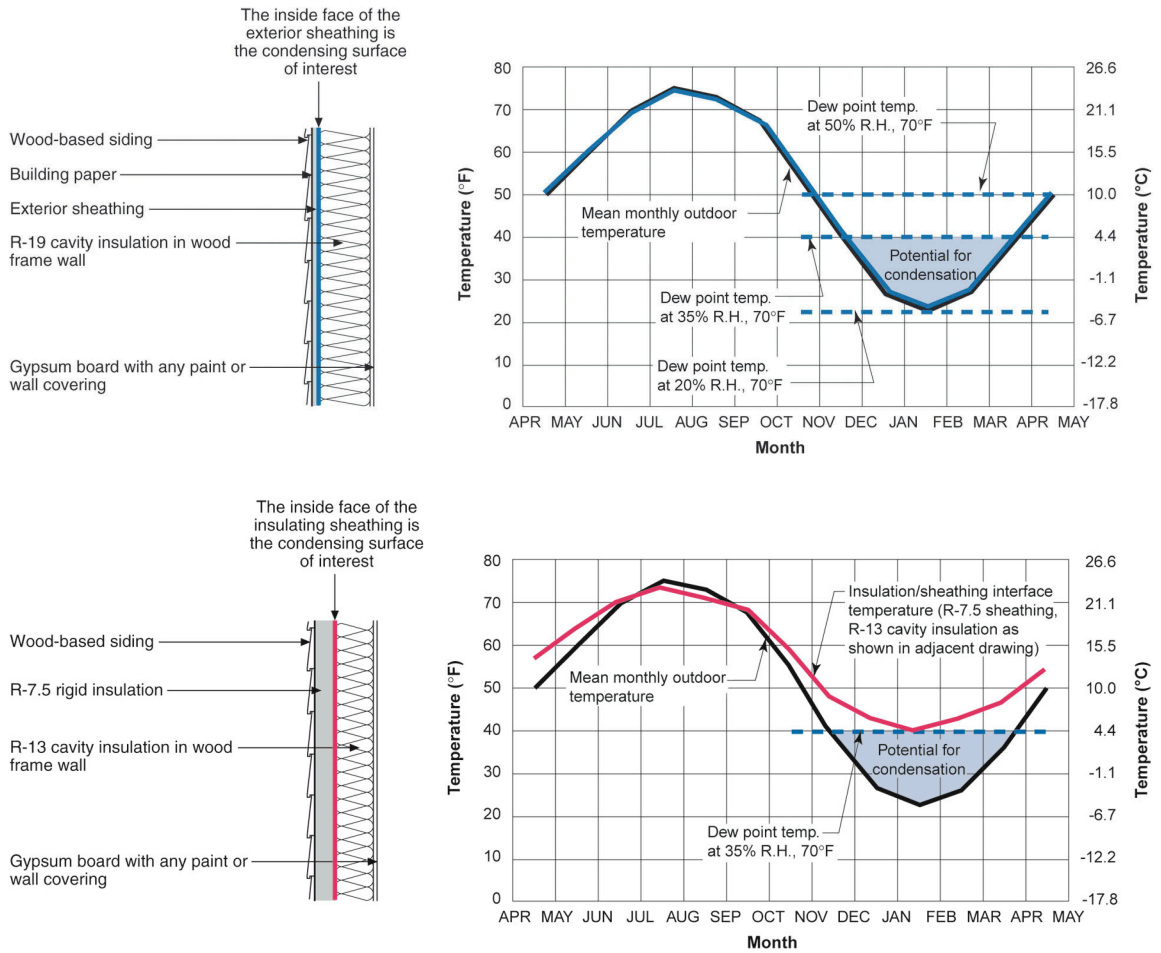 The inside face of the
exterior sheathing is
the condensing surface
of interest
Wood-based siding
Building paper
Exterior sheathing
R-19 cavity insulation in wood
frame wall
Gypsum board with any paint or
wall covering
Temperature (°F)
80
70
60
50
40
30
20
10
0
Dew point temp.
at 50% R.H., 70°F
Mean monthly outdoor
temperature
Potential for
condensation
Dew point temp.
at 35% R.H., 70°F
Dew point temp.
at 20% R.H., 70°F
26.6
21.1
15.5
10.0
4.4
-1.1
-6.7
-12.2
-17.8
Temperature (°C)
APR MAY JUN JUL AUG SEP OCT NOV DEC JAN FEB MAR APR MAY
Month
The inside face of the
insulating sheathing is
the condensing surface
of interest
Wood-based siding
R-7.5 rigid insulation
R-13 cavity insulation in wood
frame wall
Gypsum board with any paint or
wall covering
Temperature (°F)
80
70
60
50
40
30
20
10
0
Insulation/sheathing interface
temperature (R-7.5 sheathing,
R-13 cavity insulation as
shown in adjacent drawing)
Mean monthly outdoor
temperature
Potential for
condensation
Dew point temp.
at 35% R.H., 70°F
26.6
21.1
15.5
10.0
4.4
-1.1
-6.7
-12.2
-17.8
Temperature (°C)
APR MAY JUN JUL AUG SEP OCT NOV DEC JAN FEB MAR APR MAY
Month